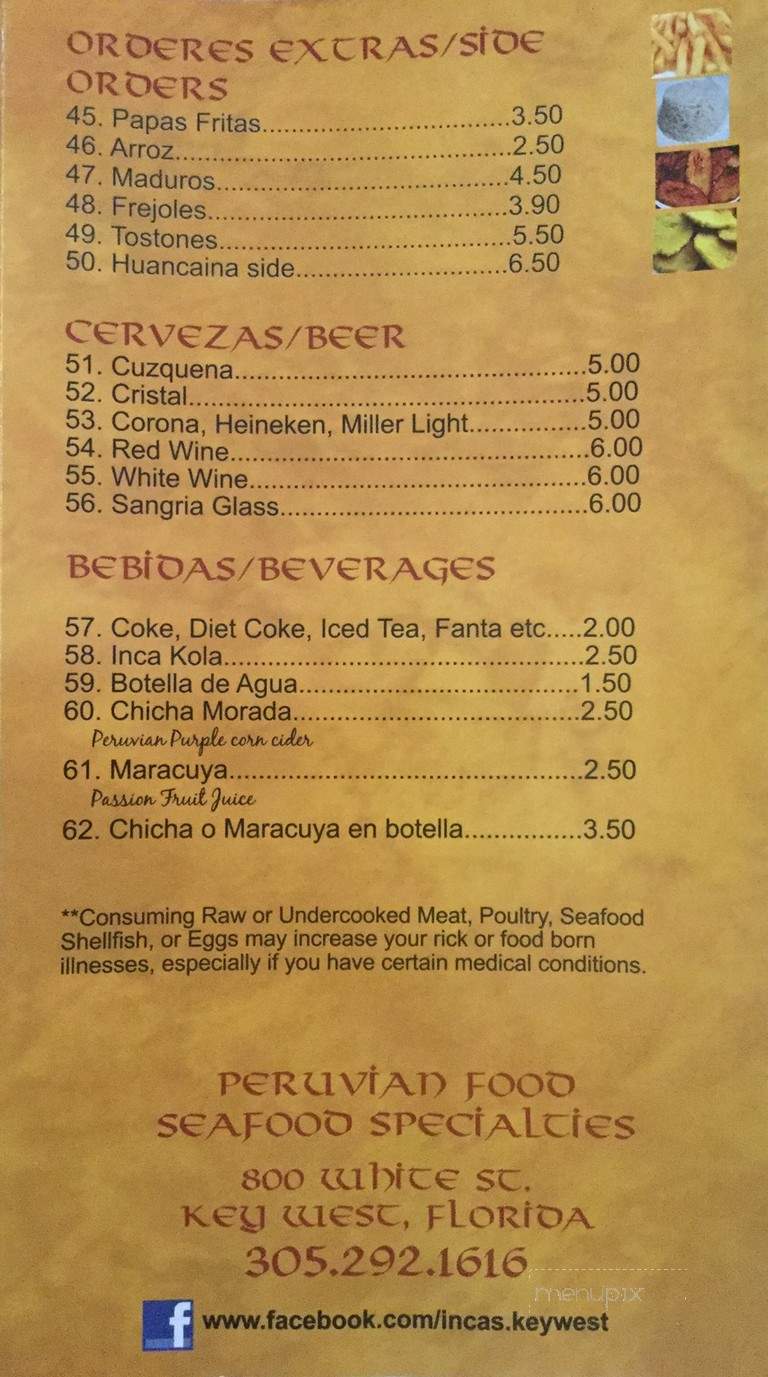 ORDERES EXTRAS/SIDE
ORDERS
45. Papas Fritas..................................3.50
46. Arroz..............................................2.50
47. Maduros........................................4.50
48. Frejoles.........................................3.90
49. Tostones........................................5.50
50. Huancaina side.............................6.50
CERVEZAS/BEER
51. Cuzquena................................................5.00
52. Cristal......................................................5.00
53. Corona, Heineken, Miller Light................5.00
54. Red Wine.................................................6.00
55. White Wine..............................................6.00
56. Sangria Glass..........................................6.00
BEBIDAS/BEVERAGES
57. Coke, Diet Coke, Iced Tea, Fanta etc.....2.00
58. Inca Kola.................................................2.50
59. Botella de Agua......................................1.50
60. Chicha Morada.......................................2.50
Peruvian Purple corn cider
61. Maracuya................................................2.50
Passion Fruit Juice
62. Chicha o Maracuya en botella................3.50
**Consuming Raw or Undercooked Meat, Poultry, Seafood
Shellfish, or Eggs may increase your rick or food born
illnesses, especially if you have certain medical conditions.
PERUVIAN FOOD
SEAFOOD SPECIALTIES
800 WHITE ST.
KEY WEST, FLORIDA
305.292.1616
menupix
f www.facebook.com/incas.keywest